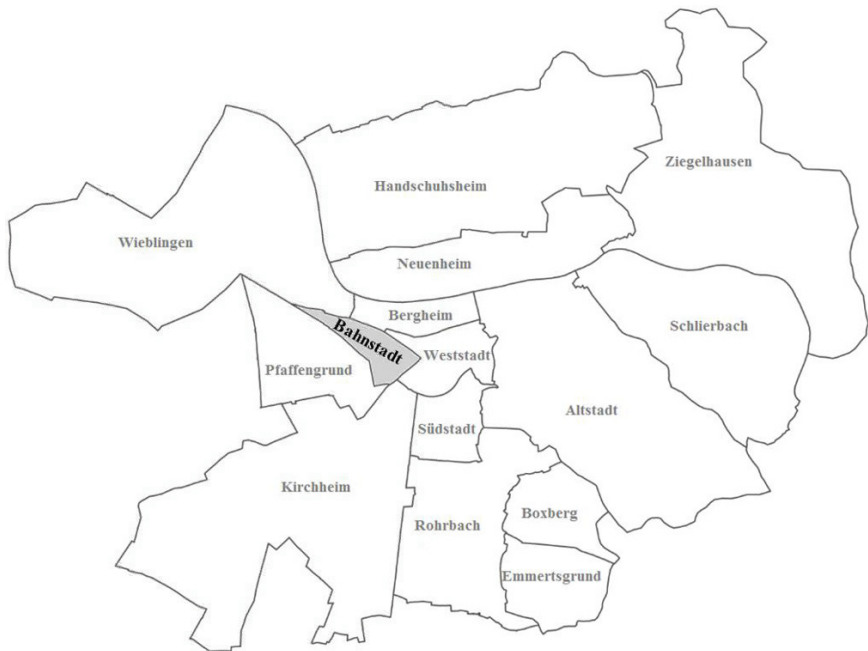 Ziegelhausen
Handschuhsheim
Wieblingen
Neuenheim
Bergheim
Schlierbach
Bahnstadt
Weststadt
Pfaffengrund
Altstadt
Südstadt
Kirchheim
Boxberg
Rohrbach
Emmertsgrund